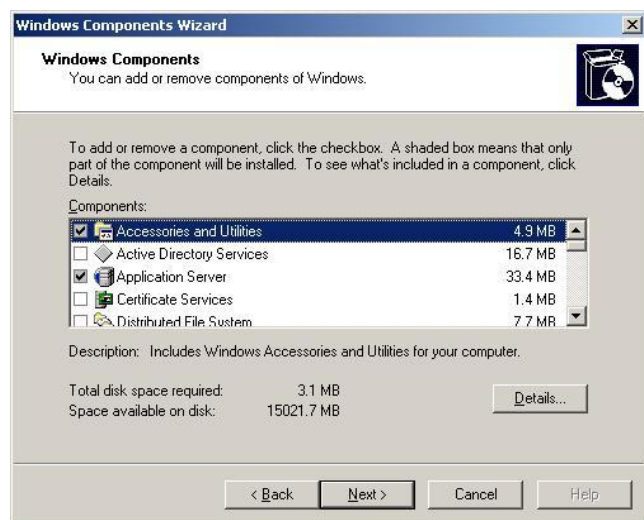 Windows Components Wizard
Windows Components
You can add or remove components of Windows.
To add or remove a component, click the checkbox. A shaded box means that only
part of the component will be installed. To see what's included in a component, click
Details.
Components:
Accessories and Utilities 4.9 MB
Active Directory Services 16.7 MB
Application Server 33.4 MB
Certificate Services 1.4 MB
Distributed File System 7.7 MB
Description: Includes Windows Accessories and Utilities for your computer.
Total disk space required: 3.1 MB
Space available on disk: 15021.7 MB
Details...
< Back Next > Cancel Help